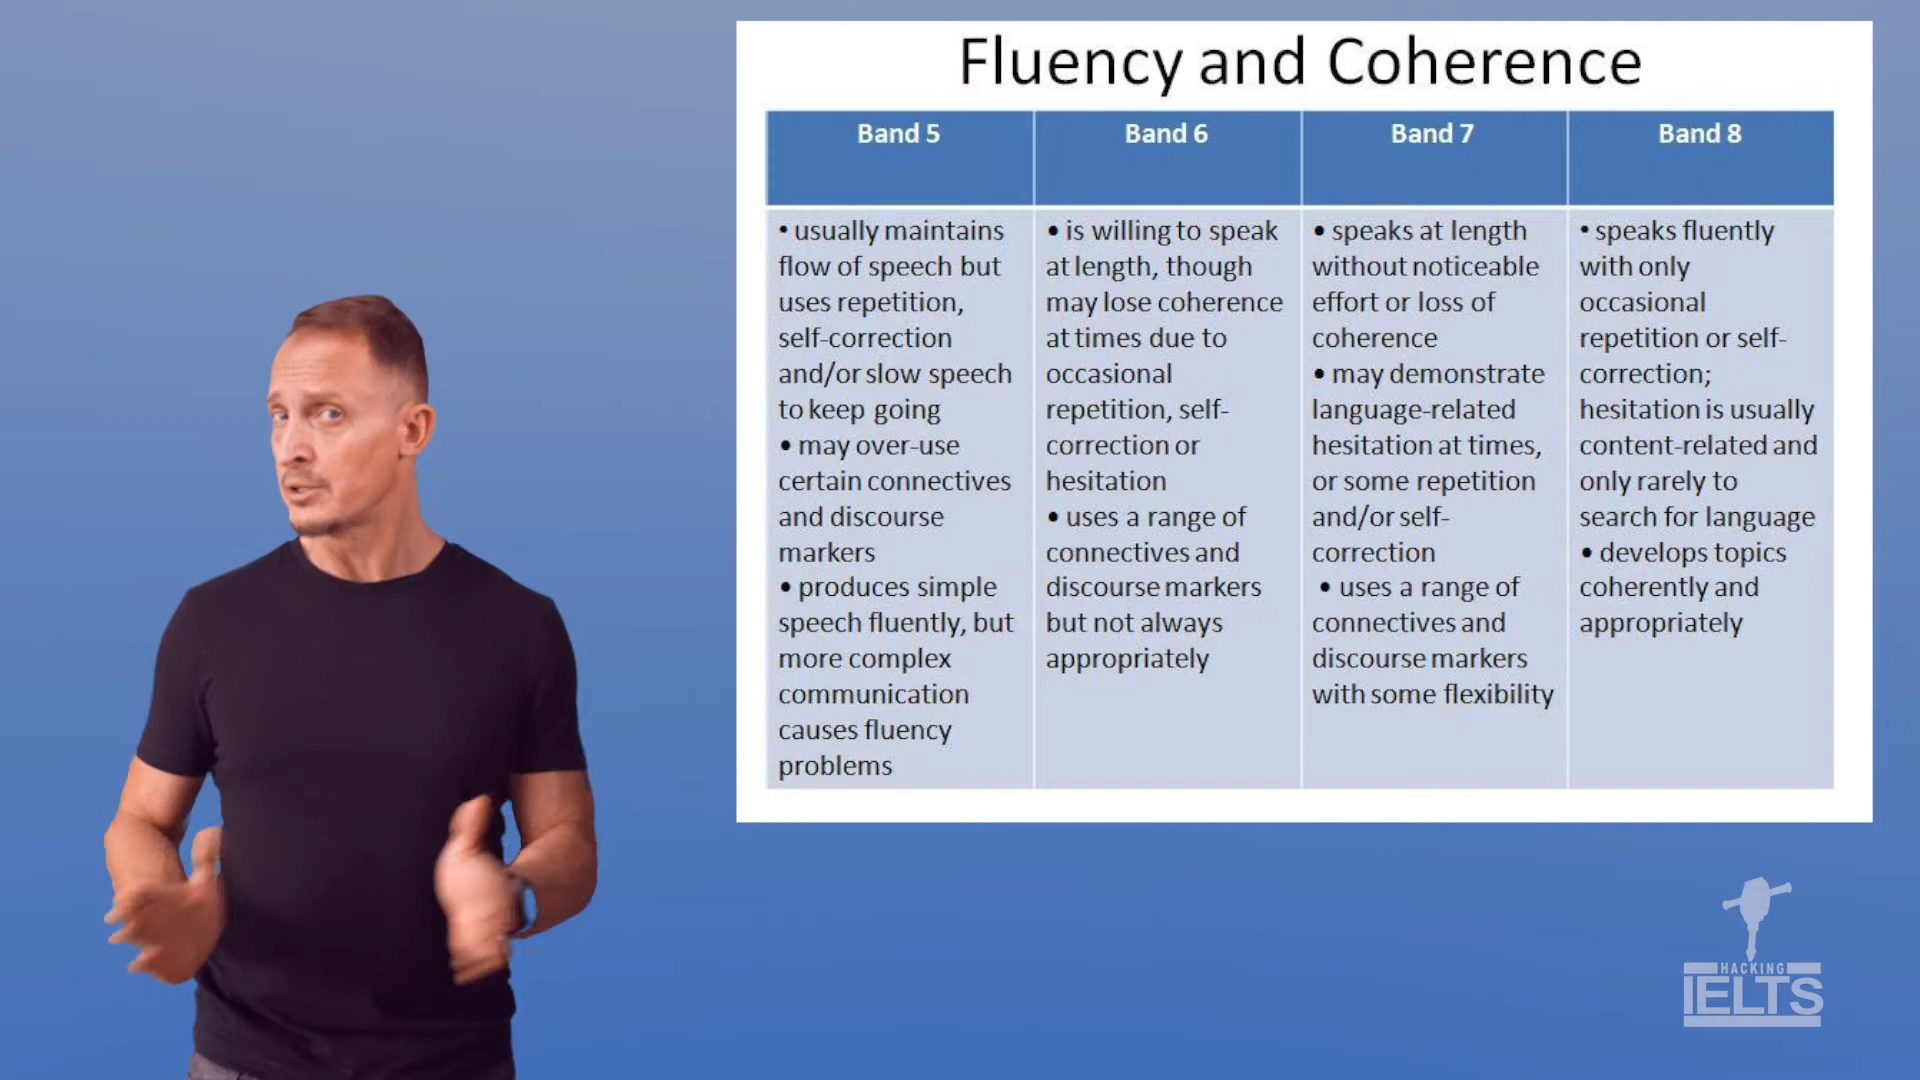 Fluency and Coherence
Band 5
• usually maintains
flow of speech but
uses repetition,
self-correction
and/or slow speech
to keep going
• may over-use
certain connectives
and discourse
markers
• produces simple
speech fluently, but
more complex
communication
causes fluency
problems
Band 6
• is willing to speak
at length, though
may lose coherence
at times due to
occasional
repetition, self-
correction or
hesitation
• uses a range of
connectives and
discourse markers
but not always
appropriately
Band 7
• speaks at length
without noticeable
effort or loss of
coherence
• may demonstrate
language-related
hesitation at times,
or some repetition
and/or self-
correction
• uses a range of
connectives and
discourse markers
with some flexibility
Band 8
• speaks fluently
with only
occasional
repetition or self-
correction;
hesitation is usually
content-related and
only rarely to
search for language
• develops topics
coherently and
appropriately
HACKING
IELTS